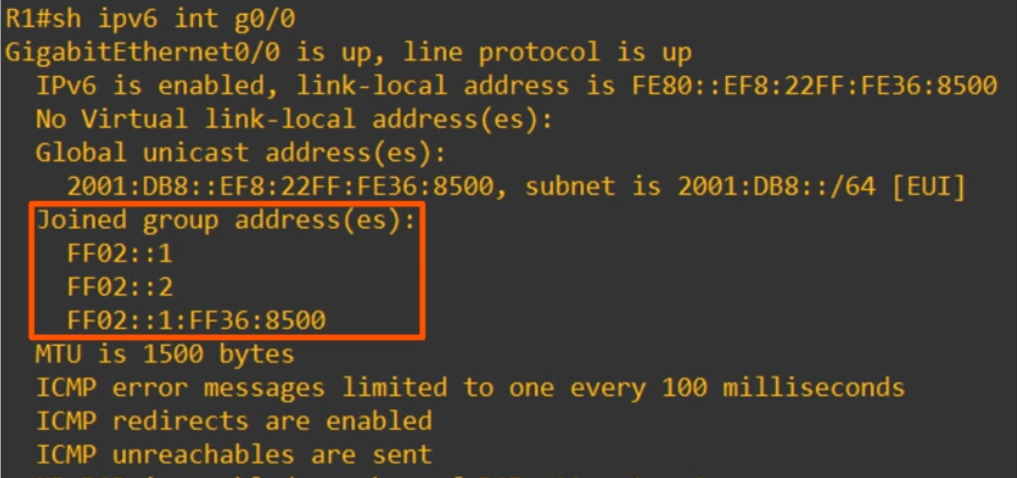 R1#sh ipv6 int g0/0
GigabitEthernet0/0 is up, line protocol is up
IPv6 is enabled, link-local address is FE80::EF8:22FF:FE36:8500
No Virtual link-local address(es):
Global unicast address(es):
2001:DB8::EF8:22FF:FE36:8500, subnet is 2001:DB8::/64 [EUI]
Joined group address(es):
FF02::1
FF02::2
FF02::1:FF36:8500
MTU is 1500 bytes
ICMP error messages limited to one every 100 milliseconds
ICMP redirects are enabled
ICMP unreachables are sent